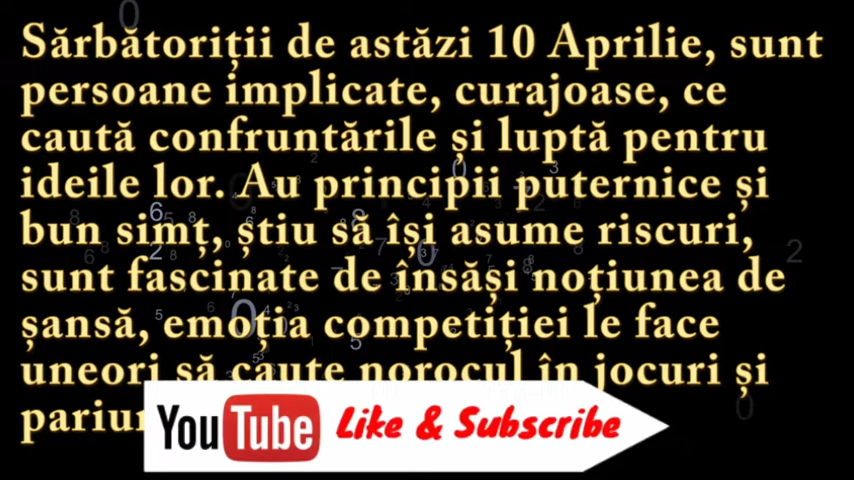 Sărbătoriții de astăzi 10 Aprilie, sunt
persoane implicate, curajoase, ce
caută confruntările și luptă pentru
ideile lor. Au principii puternice și
bun simț, știu să își asume riscuri,
sunt fascinate de însăși noțiunea de
șansă, emoția competiției le face
uneori să caute norocul în jocuri și
YouTube Like & Subscribe